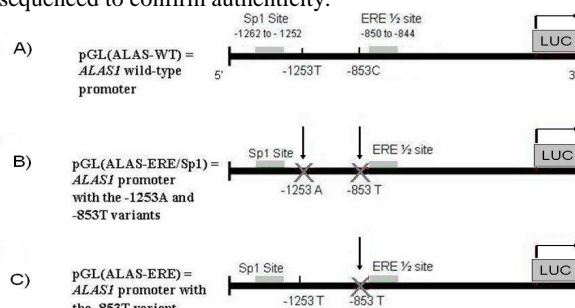 sequenced to confirm authenticity.
Sp1 Site
-1262 to - 1252
ERE ½ site
-850 to -844
A)
pGL(ALAS-WT) =
ALAS1 wild-type
promoter
LUC
5'
-1253T
-853C
3
B)
pGL(ALAS-ERE/Sp1) =
ALAS1 promoter
with the -1253A and
-853T variants
Sp1 Site
ERE ½ site
LUC
-1253 A
-853 T
C)
pGL(ALAS-ERE) =
ALAS1 promoter with
the -853T variant
Sp1 Site
ERE ½ site
LUC
-1253 T
-853 T